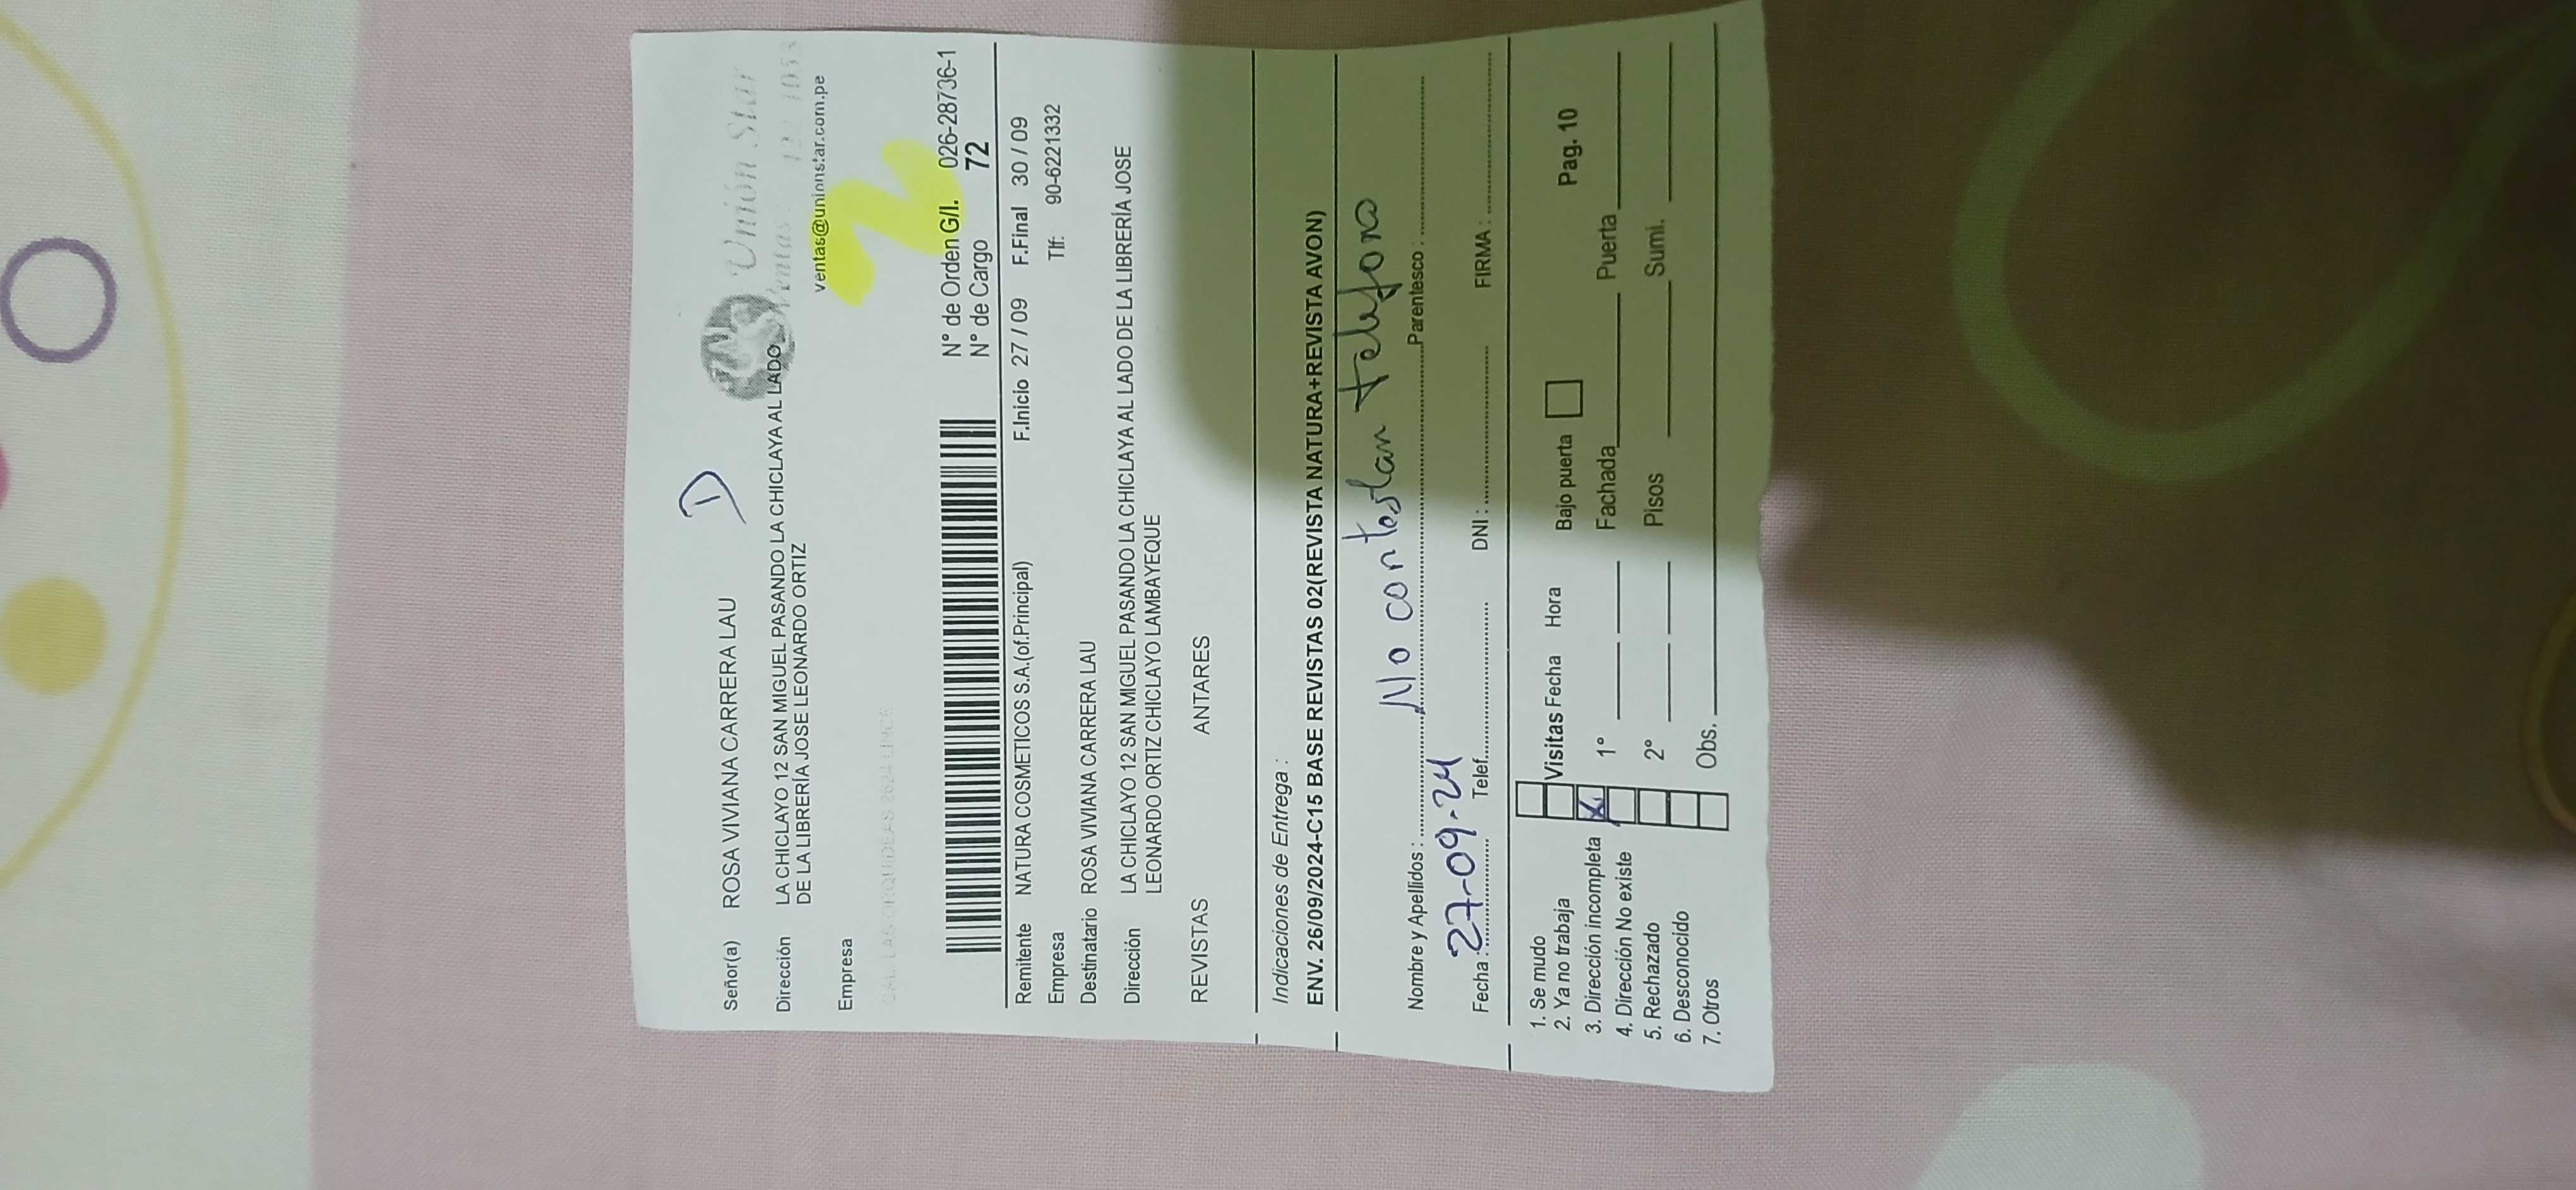 D
Señor(a) ROSA VIVIANA CARRERA LAU
Unión Star
Dirección LA CHICLAYO 12 SAN MIGUEL PASANDO LA CHICLAYA AL LADO
DE LA LIBRERÍA JOSE LEONARDO ORTIZ
Ventas
ventas@unionstar.com.pe
Empresa
N° de Orden G/I. 026-28736-1
N° de Cargo 72
Remitente NATURA COSMETICOS S.A.(of.Principal) F.Inicio 27 / 09 F.Final 30 / 09
Empresa Tlf: 90-6221332
Destinatario ROSA VIVIANA CARRERA LAU
Dirección LA CHICLAYO 12 SAN MIGUEL PASANDO LA CHICLAYA AL LADO DE LA LIBRERÍA JOSE
LEONARDO ORTIZ CHICLAYO LAMBAYEQUE
REVISTAS ANTARES
Indicaciones de Entrega :
ENV. 26/09/2024-C15 BASE REVISTAS 02(REVISTA NATURA+REVISTA AVON)
No contestan telefono
Nombre y Apellidos : Parentesco :
Fecha : 27-09-24 Telef. DNI : FIRMA :
1. Se mudo
2. Ya no trabaja Visitas Fecha Hora Bajo puerta Pag. 10
3. Dirección incompleta X
4. Dirección No existe 1° Fachada Puerta
5. Rechazado 2° Pisos Sumi.
6. Desconocido
7. Otros Obs.